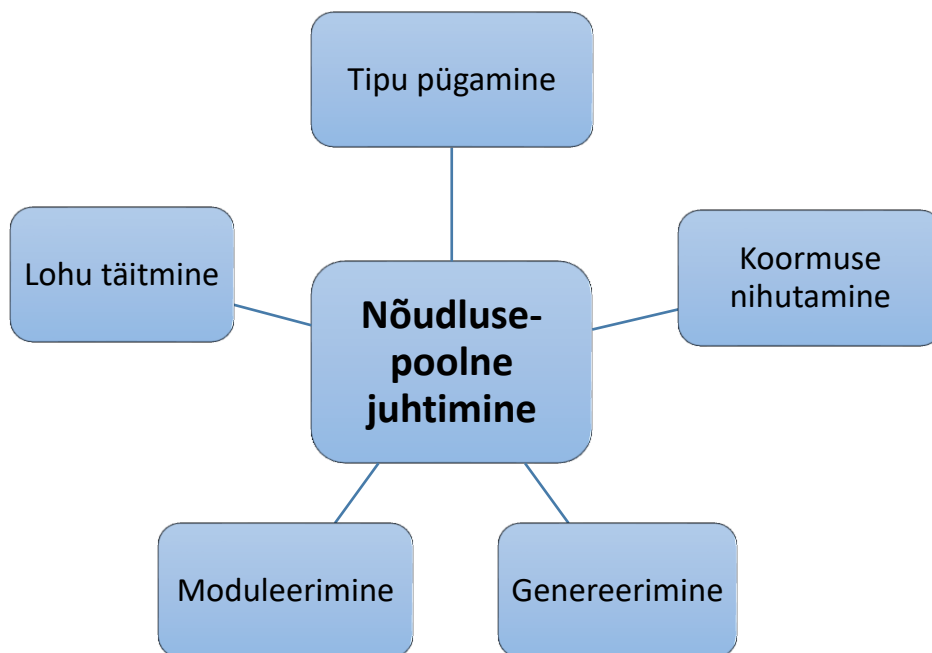 Tipu pügamine
Lohu täitmine
Koormuse
nihutamine
Nõudluse-
poolne
juhtimine
Moduleerimine
Genereerimine